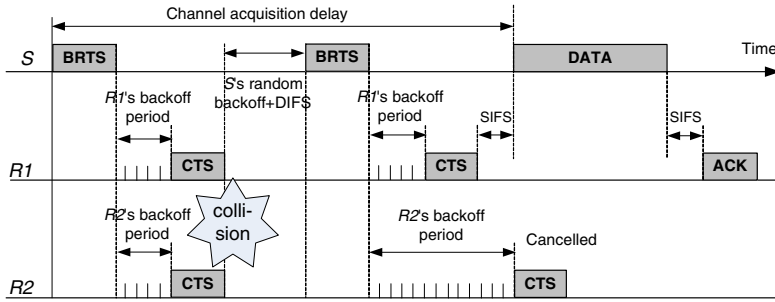 Channel acquisition delay
S
BRTS
BRTS
DATA
Time
S's random
backoff+DIFS
R1's backoff
period
R1's backoff
period
SIFS
SIFS
R1
CTS
CTS
ACK
colli-
sion
R2's backoff
period
R2's backoff
period
Cancelled
R2
CTS
CTS